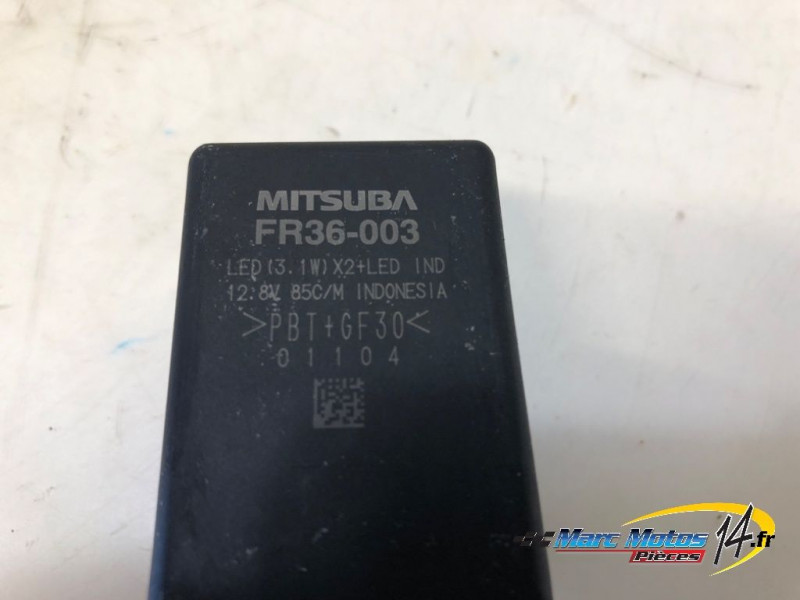 MITSUBA
FR36-003
LED(3.1W)X2+LED IND
12.8V 85C/M INDONESIA
>PBT+GF30<
01104
Marc Motos 14.fr
Pièces